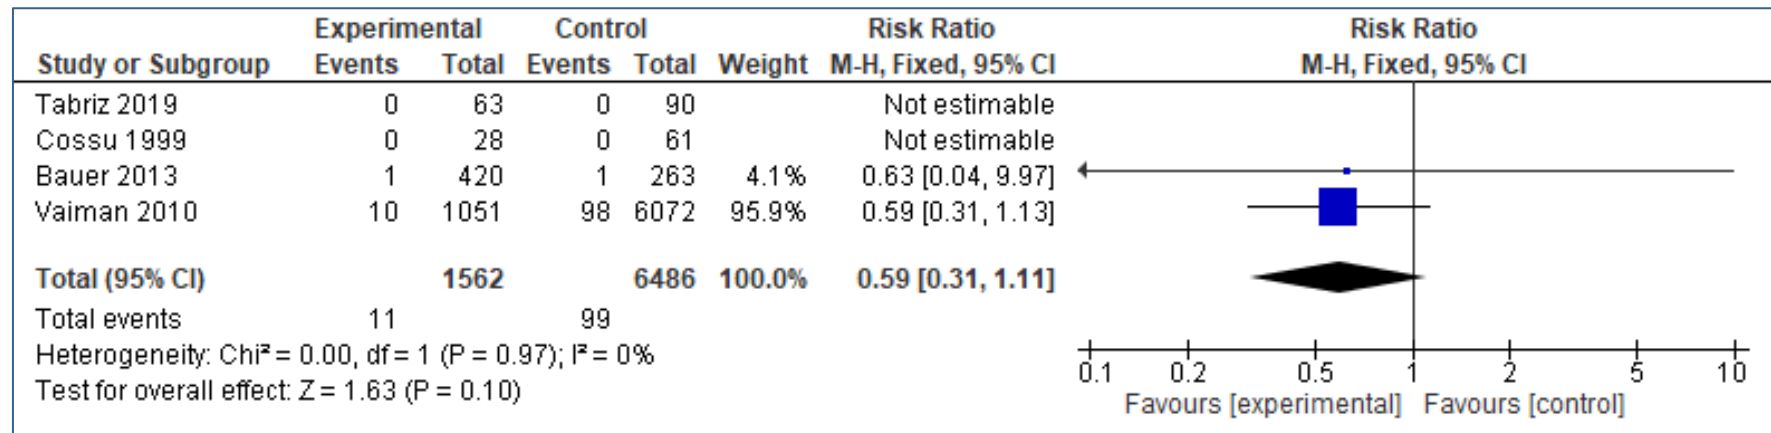 Experimental Control Risk Ratio Risk Ratio
Study or Subgroup Events Total Events Total Weight M-H, Fixed, 95% CI M-H, Fixed, 95% CI
Tabriz 2019 0 63 0 90 Not estimable
Cossu 1999 0 28 0 61 Not estimable
Bauer 2013 1 420 1 263 4.1% 0.63 [0.04, 9.97]
Vaiman 2010 10 1051 98 6072 95.9% 0.59 [0.31, 1.13]
Total (95% CI) 1562 6486 100.0% 0.59 [0.31, 1.11]
Total events 11 99
Heterogeneity: Chi² = 0.00, df = 1 (P = 0.97); I² = 0%
Test for overall effect: Z = 1.63 (P = 0.10)
0.1 0.2 0.5 1 2 5 10
Favours [experimental] Favours [control]